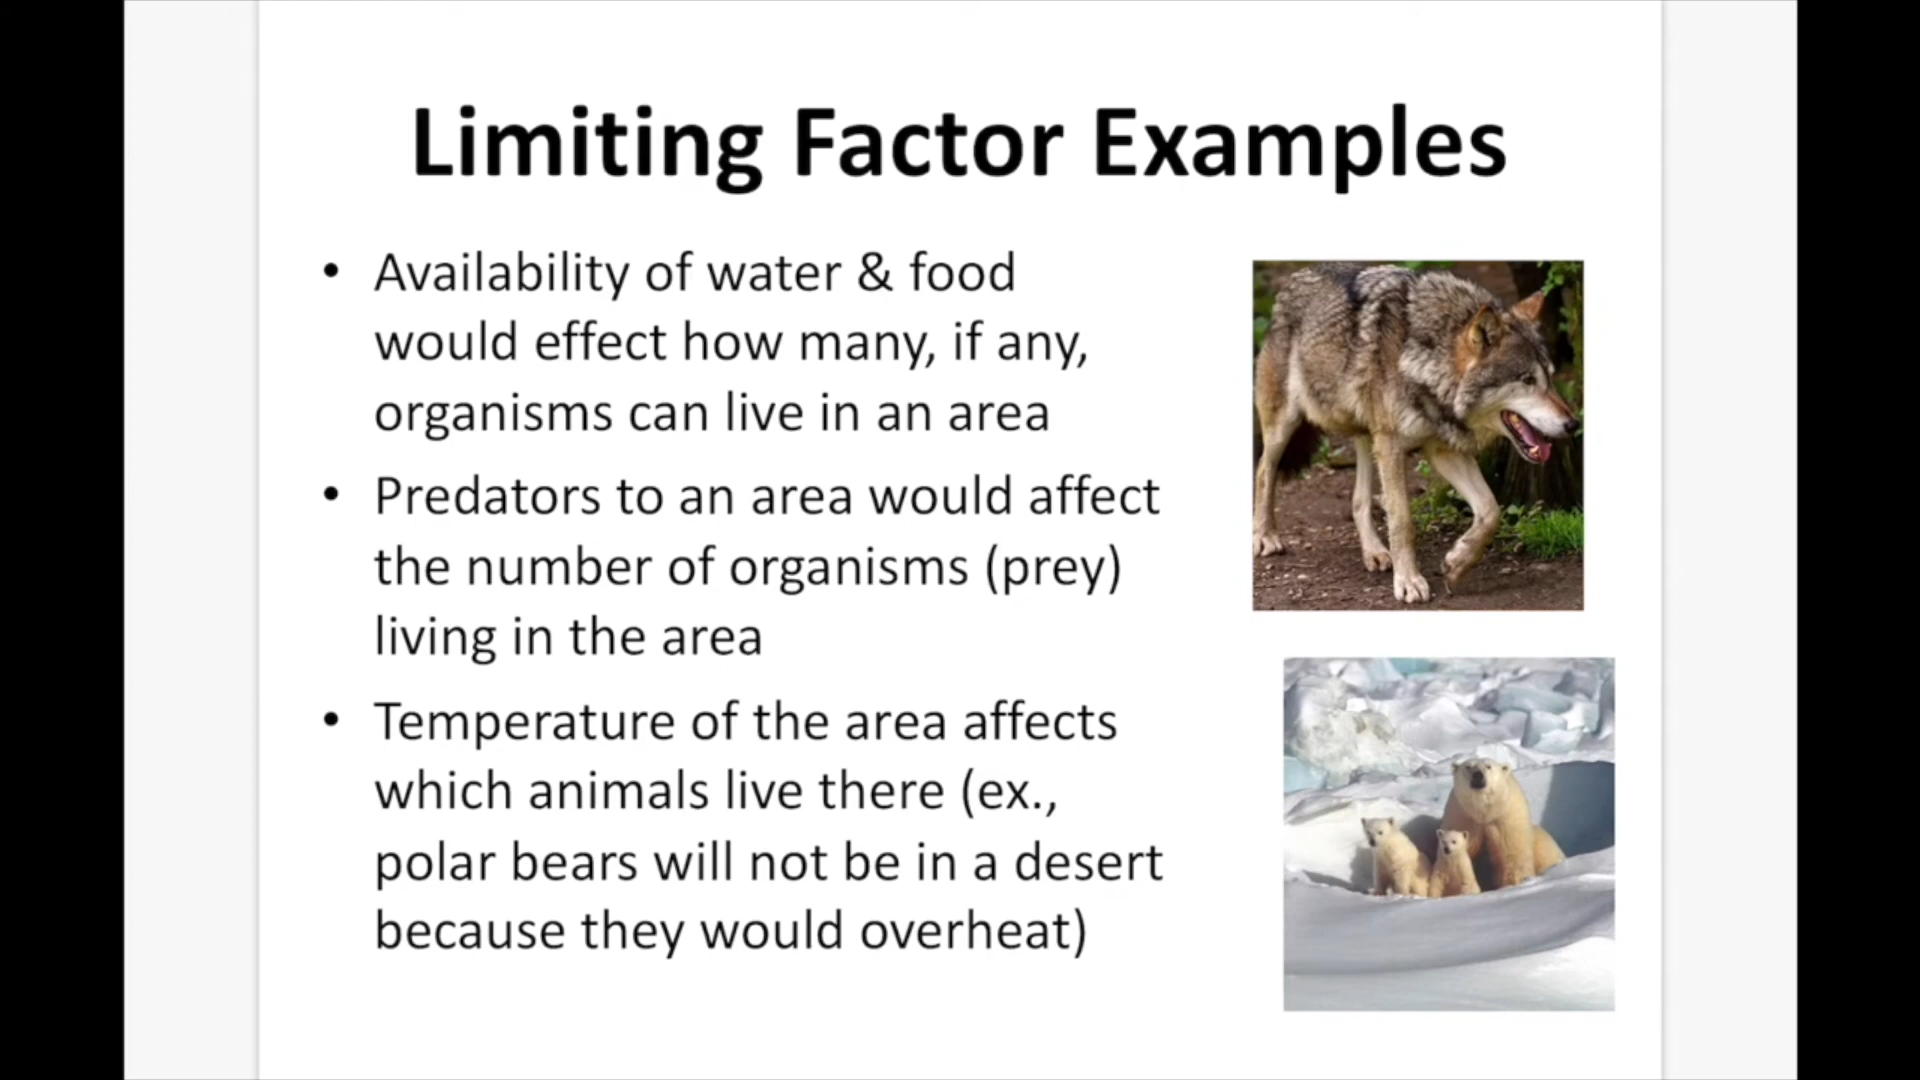 Limiting Factor Examples
• Availability of water & food
would effect how many, if any,
organisms can live in an area
• Predators to an area would affect
the number of organisms (prey)
living in the area
• Temperature of the area affects
which animals live there (ex.,
polar bears will not be in a desert
because they would overheat)